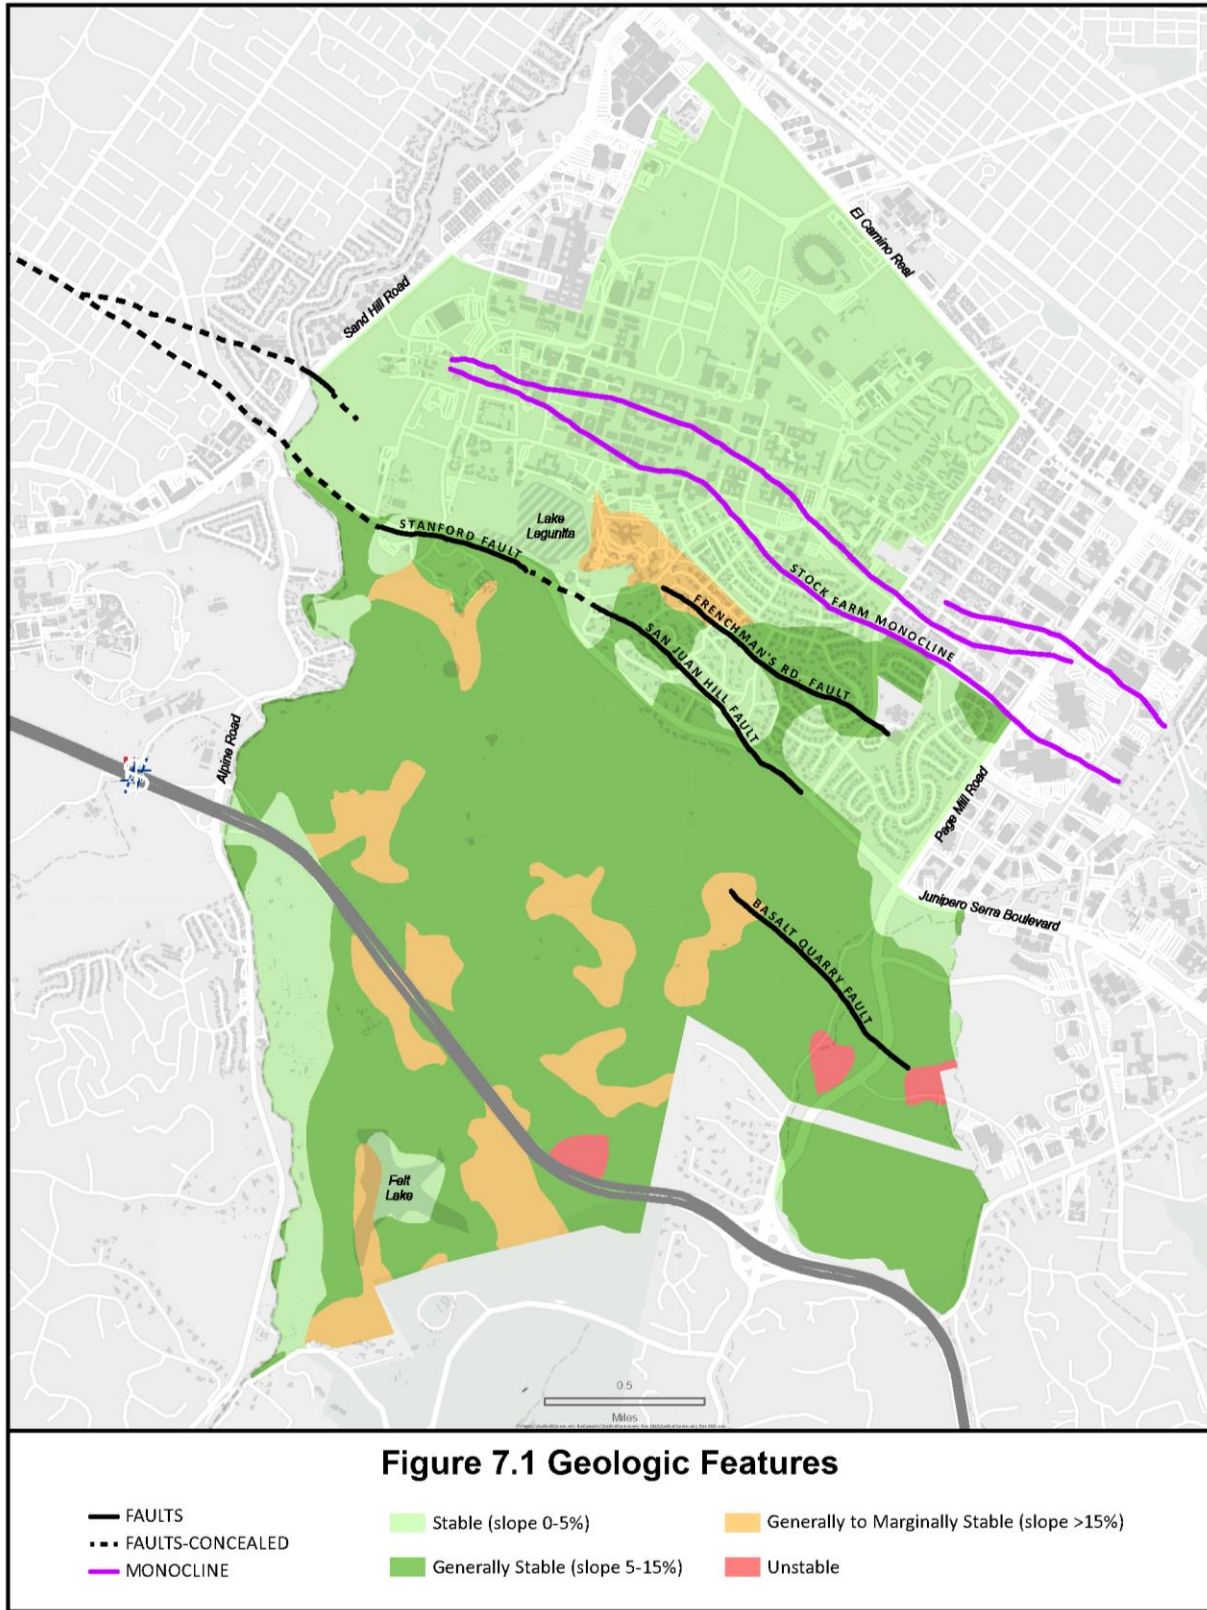 El Camino Real
Sand Hill Road
STANFORD FAULT
Lake
Lagunita
STOCK FARM MONOCLINE
FRENCHMAN'S RD. FAULT
SAN JUAN HILL FAULT
Alpine Road
Page Mill Road
Junipero Serra Boulevard
BASALT QUARRY FAULT
Felt
Lake
0.5
Miles
Figure 7.1 Geologic Features
FAULTS
FAULTS-CONCEALED
MONOCLINE
Stable (slope 0-5%)
Generally Stable (slope 5-15%)
Generally to Marginally Stable (slope >15%)
Unstable